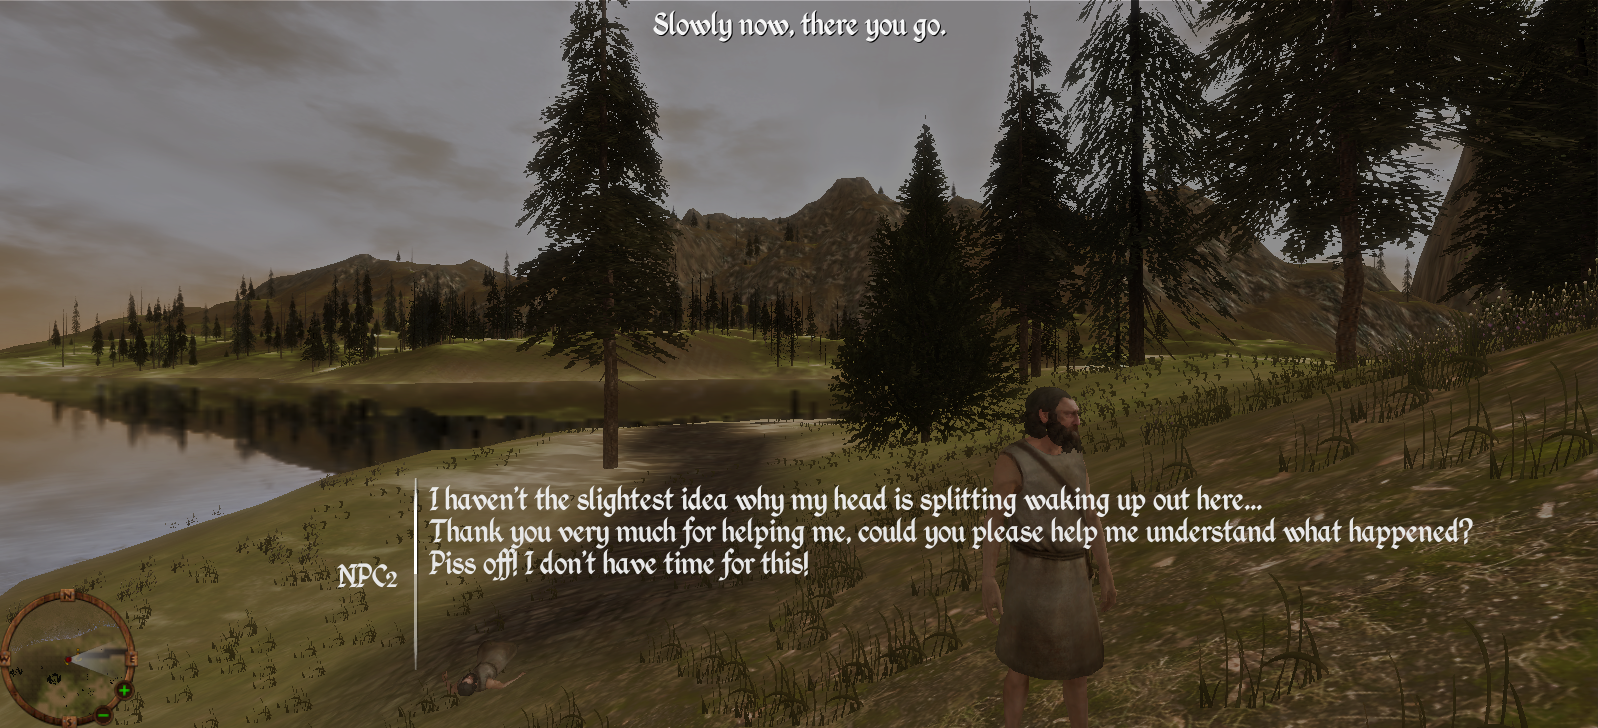 Slowly now, there you go.
I haven't the slightest idea why my head is splitting waking up out here...
Thank you very much for helping me, could you please help me understand what happened?
Piss off! I don't have time for this!
NPC2
N
W
E
S